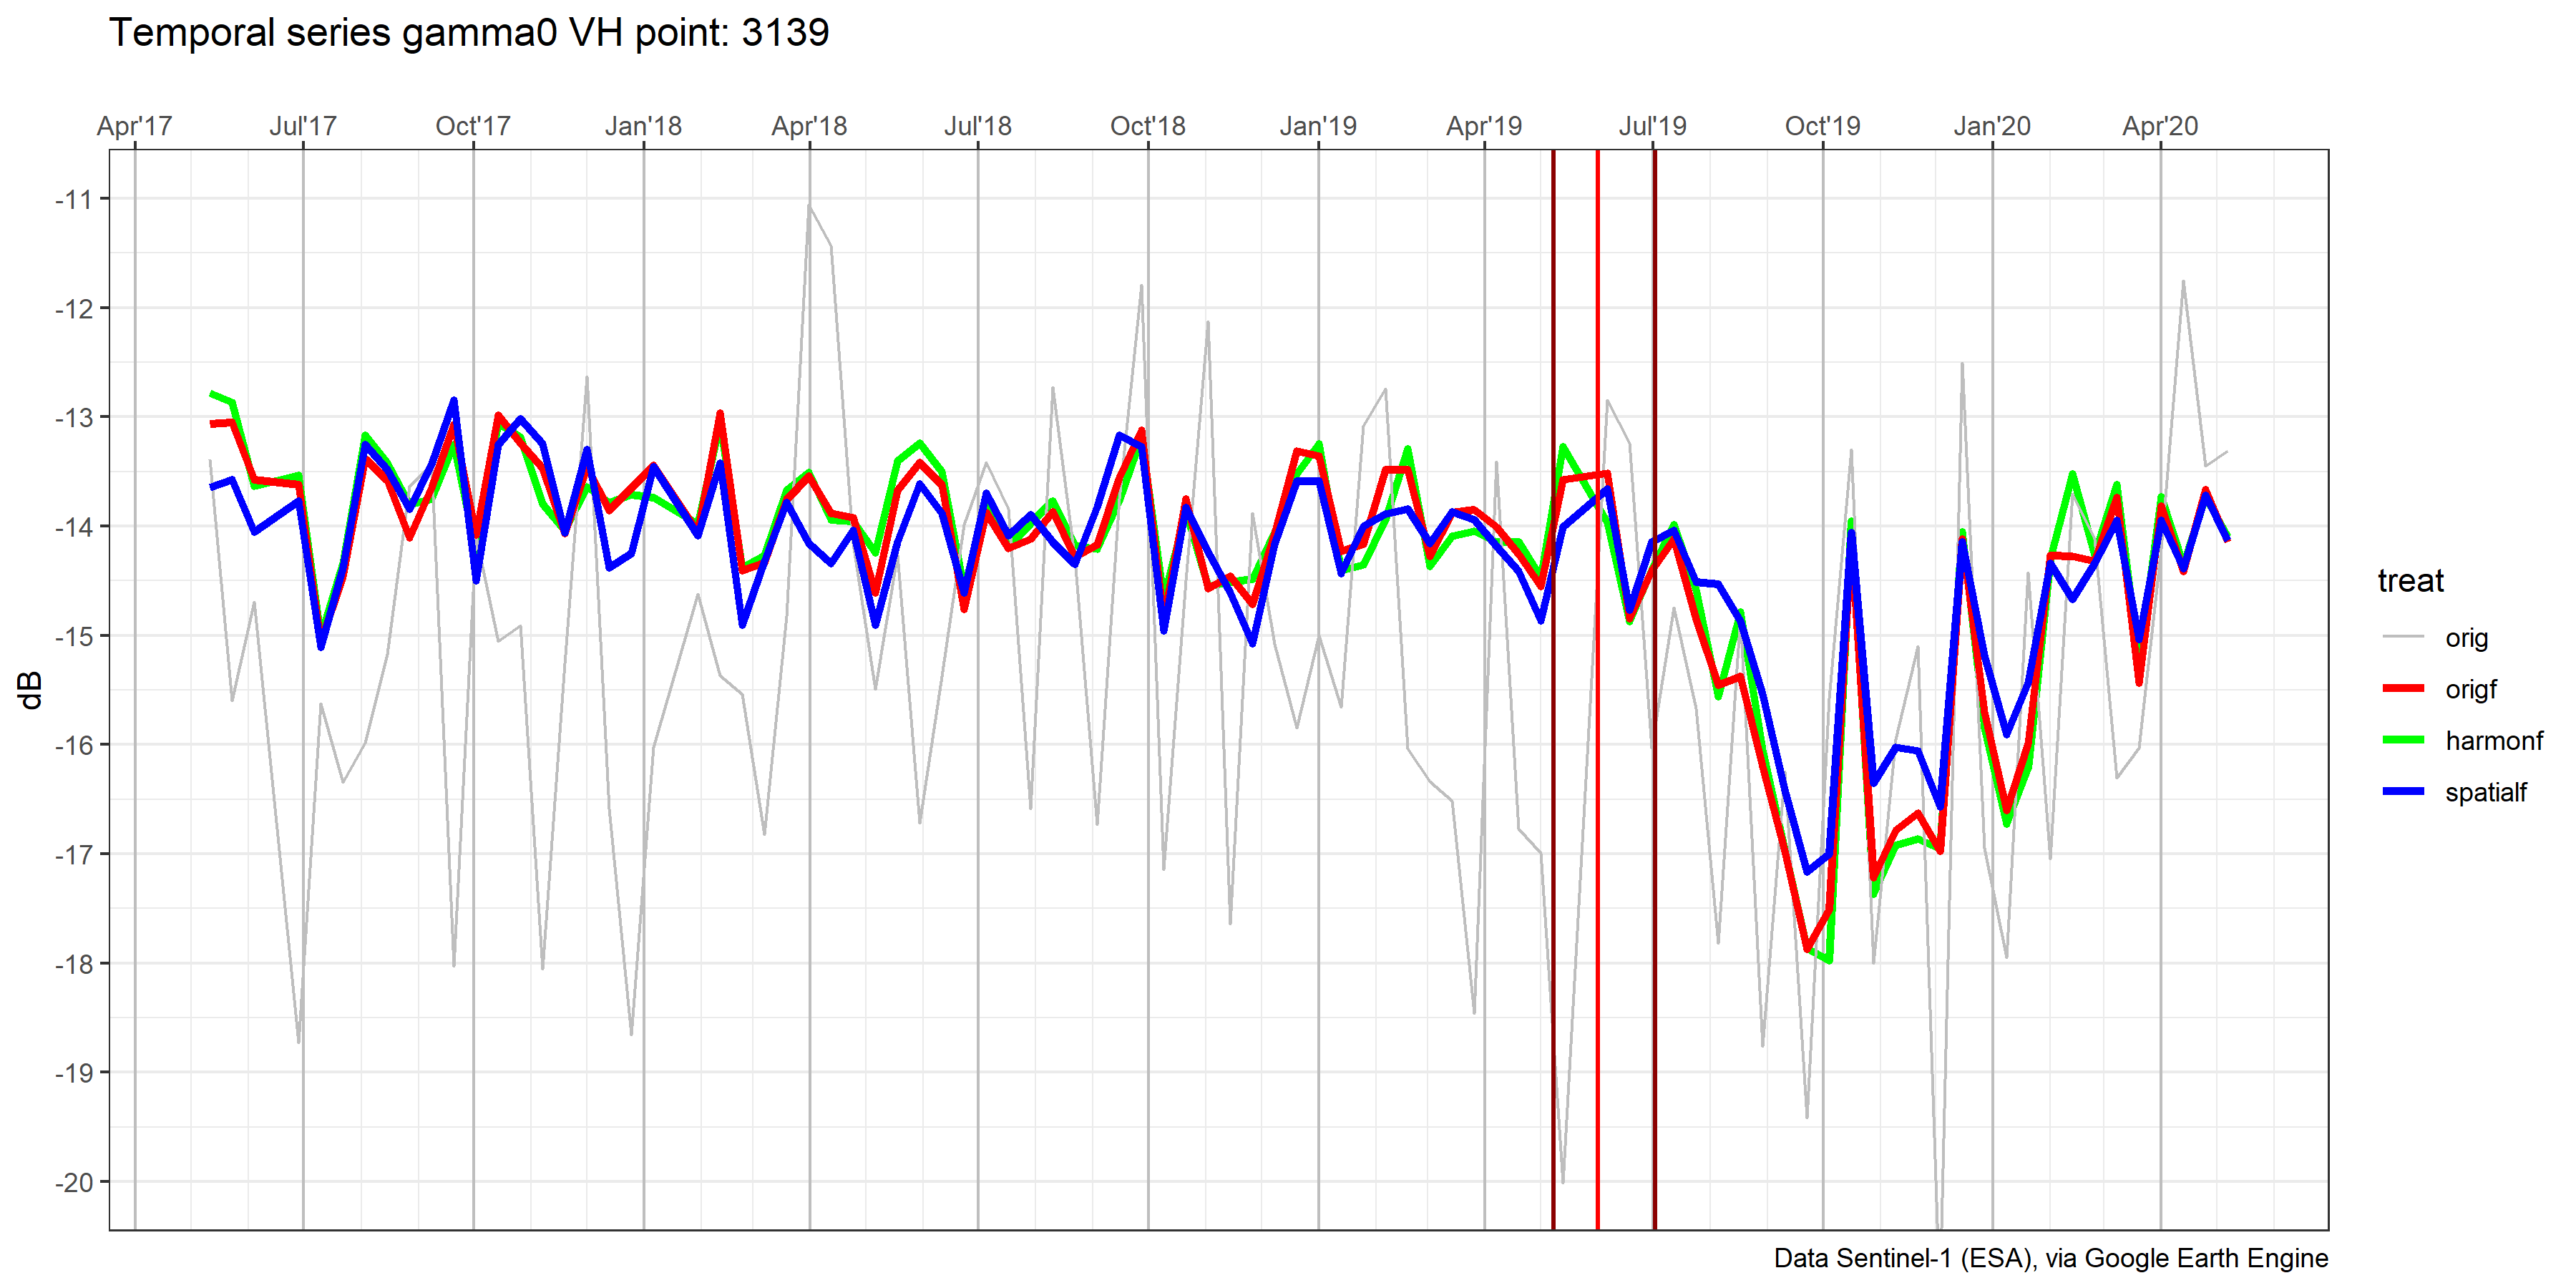 Temporal series gamma0 VH point: 3139
Apr'17 Jul'17 Oct'17 Jan'18 Apr'18 Jul'18 Oct'18 Jan'19 Apr'19 Jul'19 Oct'19 Jan'20 Apr'20
-11
-12
-13
-14
-15
-16
-17
-18
-19
-20
dB
treat
orig
origf
harmonf
spatialf
Data Sentinel-1 (ESA), via Google Earth Engine